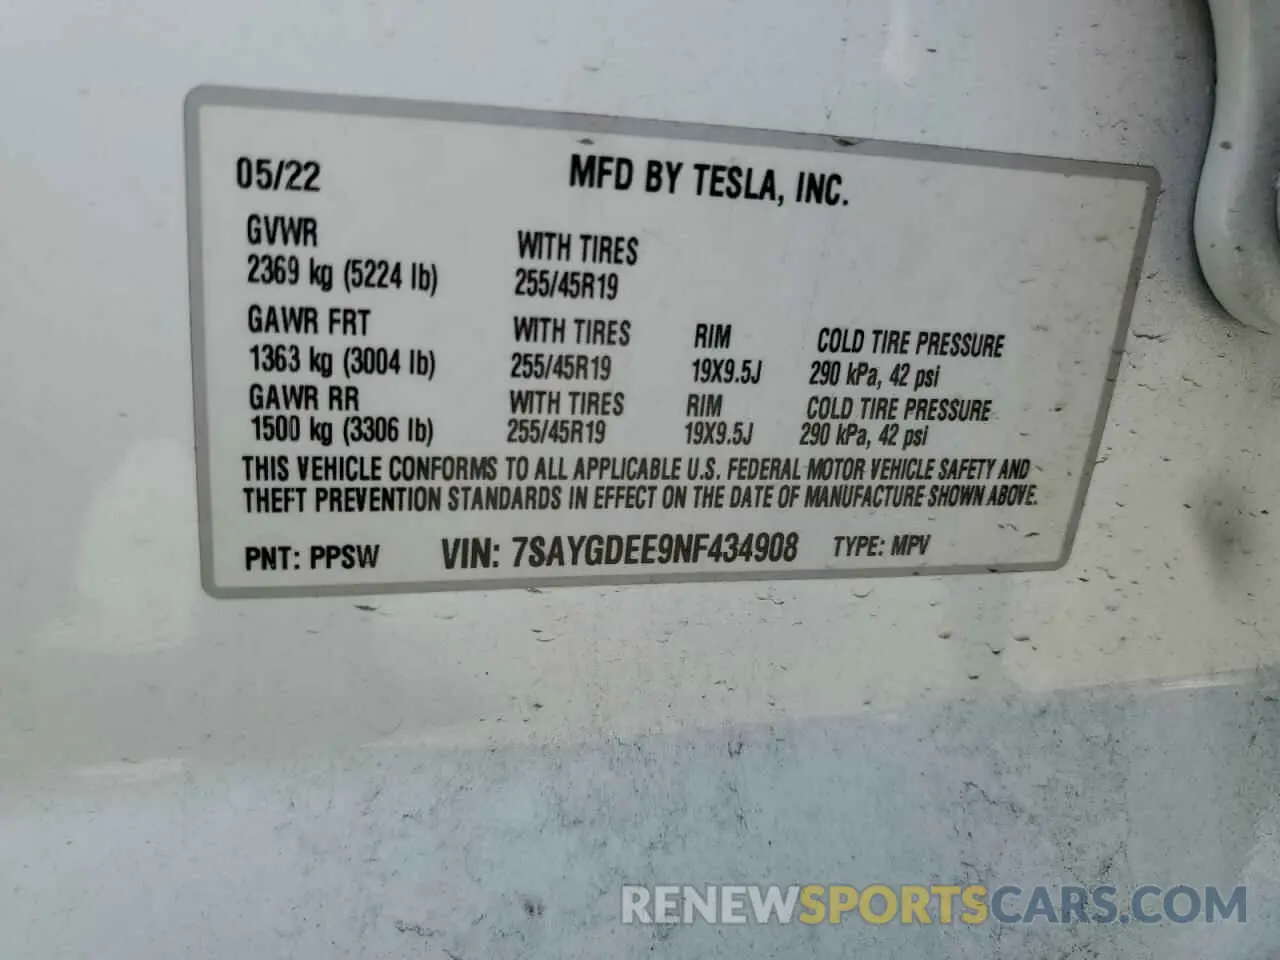 05/22 MFD BY TESLA, INC.
GVWR WITH TIRES
2369 kg (5224 lb) 255/45R19
GAWR FRT WITH TIRES RIM COLD TIRE PRESSURE
1363 kg (3004 lb) 255/45R19 19X9.5J 290 kPa, 42 psi
GAWR RR WITH TIRES RIM COLD TIRE PRESSURE
1500 kg (3306 lb) 255/45R19 19X9.5J 290 kPa, 42 psi
THIS VEHICLE CONFORMS TO ALL APPLICABLE U.S. FEDERAL MOTOR VEHICLE SAFETY AND
THEFT PREVENTION STANDARDS IN EFFECT ON THE DATE OF MANUFACTURE SHOWN ABOVE.
PNT: PPSW VIN: 7SAYGDEE9NF434908 TYPE: MPV
RENEWSPORTSCARS.COM